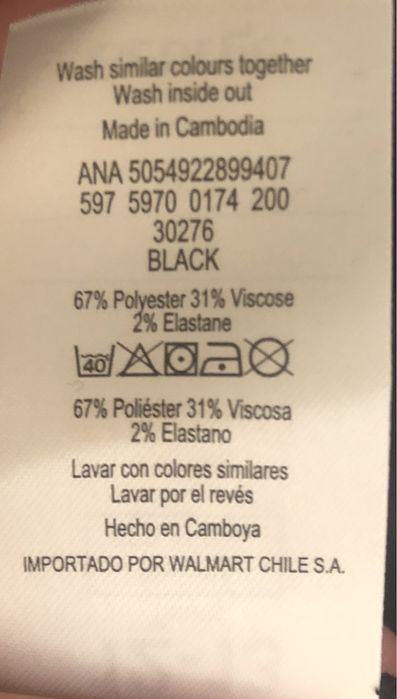 Wash similar colours together
Wash inside out
Made in Cambodia
ANA 5054922899407
597 5970 0174 200
30276
BLACK
67% Polyester 31% Viscose
2% Elastane
40
67% Poliéster 31% Viscosa
2% Elastano
Lavar con colores similares
Lavar por el revés
Hecho en Camboya
IMPORTADO POR WALMART CHILE S.A.